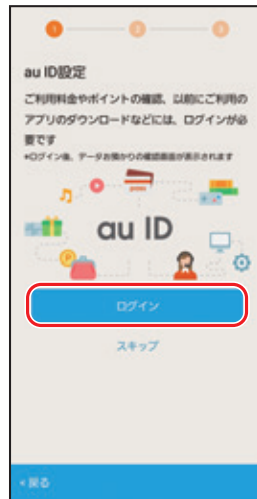 1 2 3
au ID設定
ご利用料金やポイントの確認、以前にご利用の
アプリのダウンロードなどには、ログインが必
要です
*ログイン後、データお預かりの確認画面が表示されます
au ID
P
ログイン
スキップ
<戻る